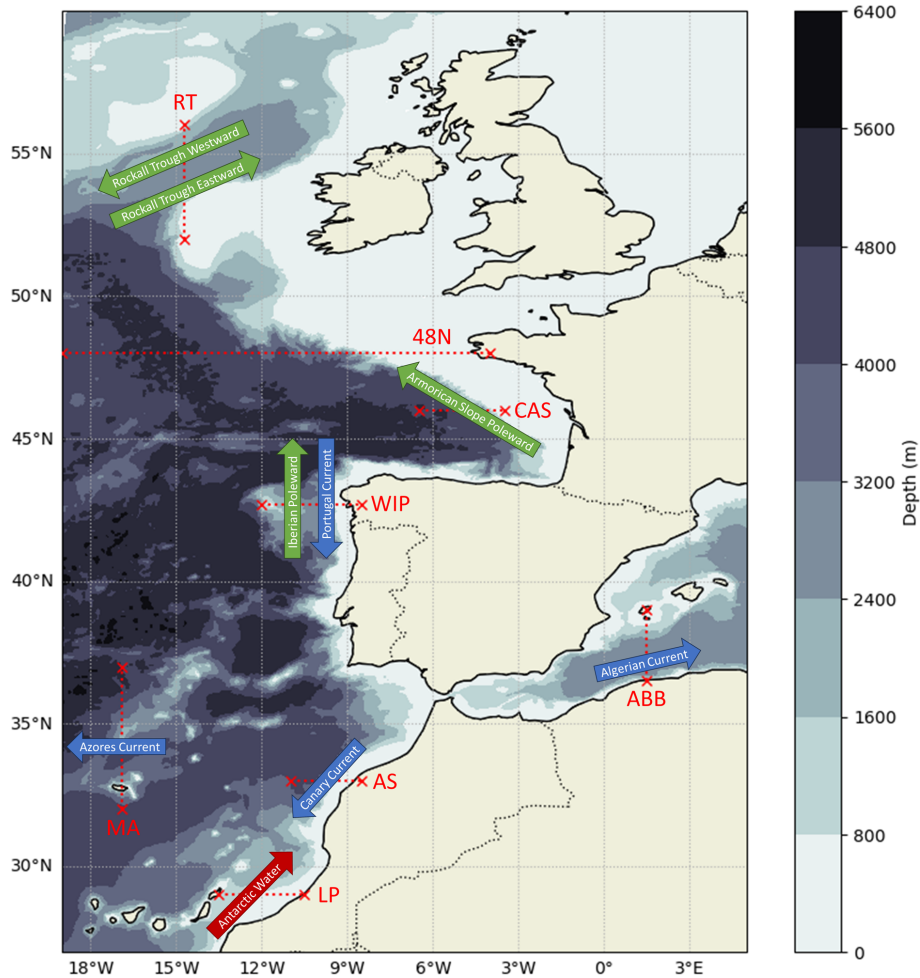 6400
RT
Rockall Trough Westward
Rockall Trough Eastward
5600
55°N
4800
50°N
48N
4000
Armorican Slope Poleward
CAS
45°N
Iberian Poleward
Portugal Current
WIP
3200
Depth (m)
40°N
2400
Algerian Current
ABB
35°N
1600
Azores Current
Canary Current
AS
MA
800
30°N
Antarctic Water
LP
0
18°W
15°W
12°W
9°W
6°W
3°W
0°
3°E